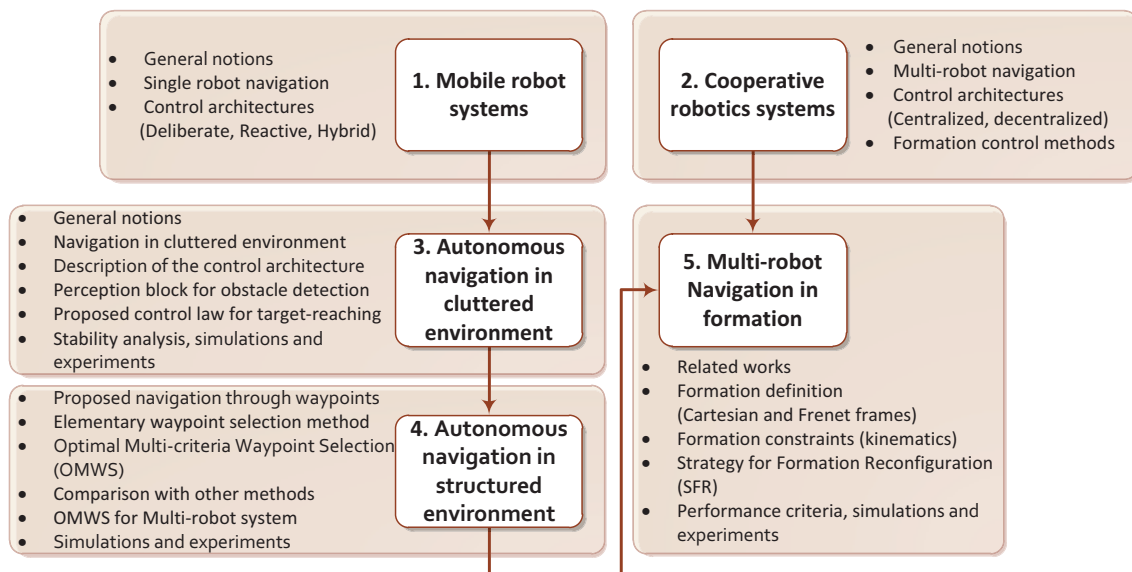 • General notions
• Single robot navigation
• Control architectures
(Deliberate, Reactive, Hybrid)
1. Mobile robot
systems
2. Cooperative
robotics systems
• General notions
• Multi-robot navigation
• Control architectures
(Centralized, decentralized)
• Formation control methods
• General notions
• Navigation in cluttered environment
• Description of the control architecture
• Perception block for obstacle detection
• Proposed control law for target-reaching
• Stability analysis, simulations and
experiments
3. Autonomous
navigation in
cluttered
environment
• Proposed navigation through waypoints
• Elementary waypoint selection method
• Optimal Multi-criteria Waypoint Selection
(OMWS)
• Comparison with other methods
• OMWS for Multi-robot system
• Simulations and experiments
4. Autonomous
navigation in
structured
environment
5. Multi-robot
Navigation in
formation
• Related works
• Formation definition
(Cartesian and Frenet frames)
• Formation constraints (kinematics)
• Strategy for Formation Reconfiguration
(SFR)
• Performance criteria, simulations and
experiments